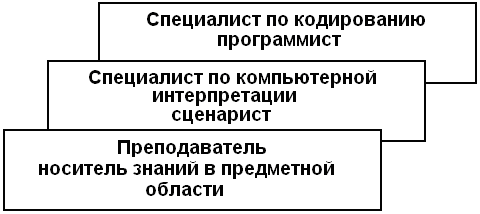 Специалист по кодированию
программист
Специалист по компьютерной
интерпретации
сценарист
Преподаватель
носитель знаний в предметной
области